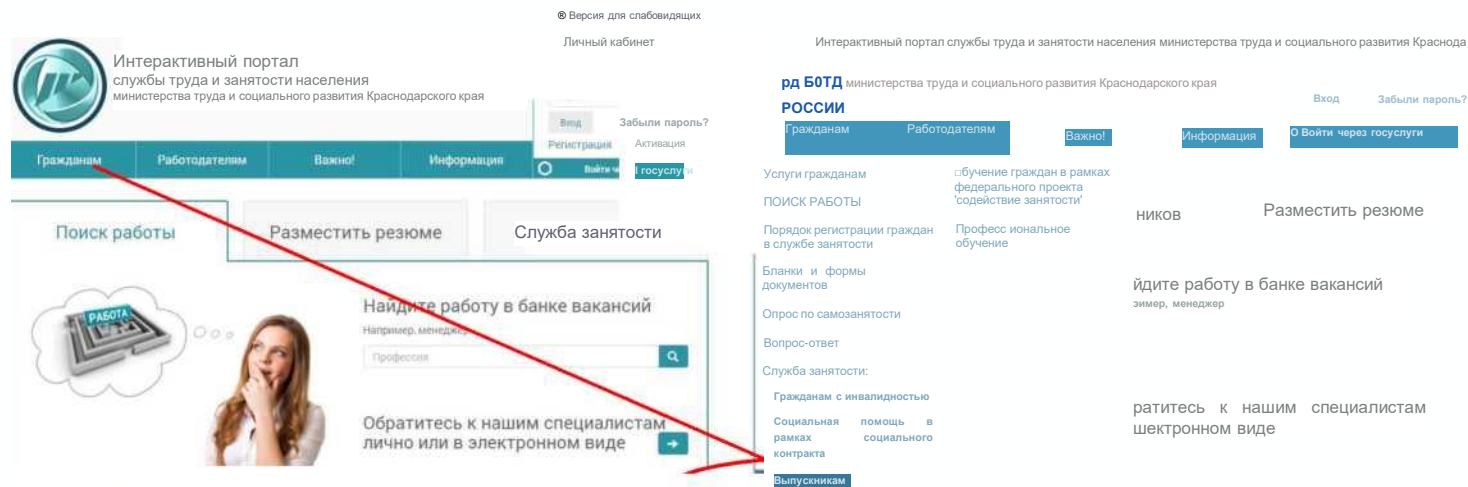 ® Версия для слабовидящих
Личный кабинет
Интерактивный портал
службы труда и занятости населения
министерства труда и социального развития Краснодарского края
Вход
Забыли пароль?
Регистрация
Активация
Гражданам
Работодателям
Важно!
Информация
Войти ч
I госуслуги
Поиск работы
Разместить резюме
Служба занятости
РАБОТА
Найдите работу в банке вакансий
Например, менеджер
Профессия
Обратитесь к нашим специалистам
лично или в электронном виде
Интерактивный портал службы труда и занятости населения министерства труда и социального развития Краснода
рд Б0ТД министерства труда и социального развития Краснодарского края
РОССИИ
Вход
Забыли пароль?
Гражданам
Работодателям
Важно!
Информация
О Войти через госуслуги
Услуги гражданам
ПОИСК РАБОТЫ
Порядок регистрации граждан
в службе занятости
Бланки и формы
документов
Опрос по самозанятости
Вопрос-ответ
Служба занятости:
Гражданам с инвалидностью
Социальная помощь в
рамках социального
контракта
Выпускникам
□бучение граждан в рамках
федерального проекта
'содействие занятости'
Професс иональное
обучение
ников
Разместить резюме
йдите работу в банке вакансий
эимер, менеджер
ратитесь к нашим специалистам
шектронном виде